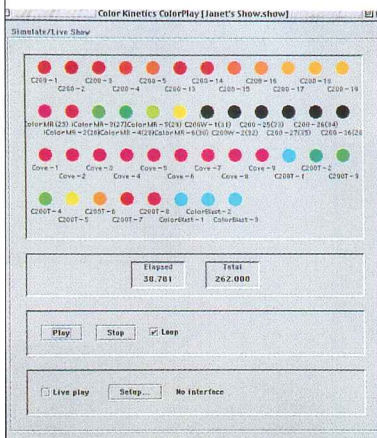 Color Kinetics ColorPlay [Janet's Show.show]
Simulate/Live Show
C200-1 C200-3 C200-5 C200-14 C200-16 C200-18
C200-2 C200-4 C200-13 C200-15 C200-17 C200-19
Cove-1 Cove-3 Cove-5 Cove-7 Cove-9 C200T-2
Cove-2 Cove-4 Cove-6 Cove-8 C200T-1 C200T-3
C200T-4 C200T-6 C200T-8 ColorBlast-2
C200T-5 C200T-7 ColorBlast-1 ColorBlast-3
Elapsed Total
38.781 262.000
Play Stop Loop
Live play Setup... No interface